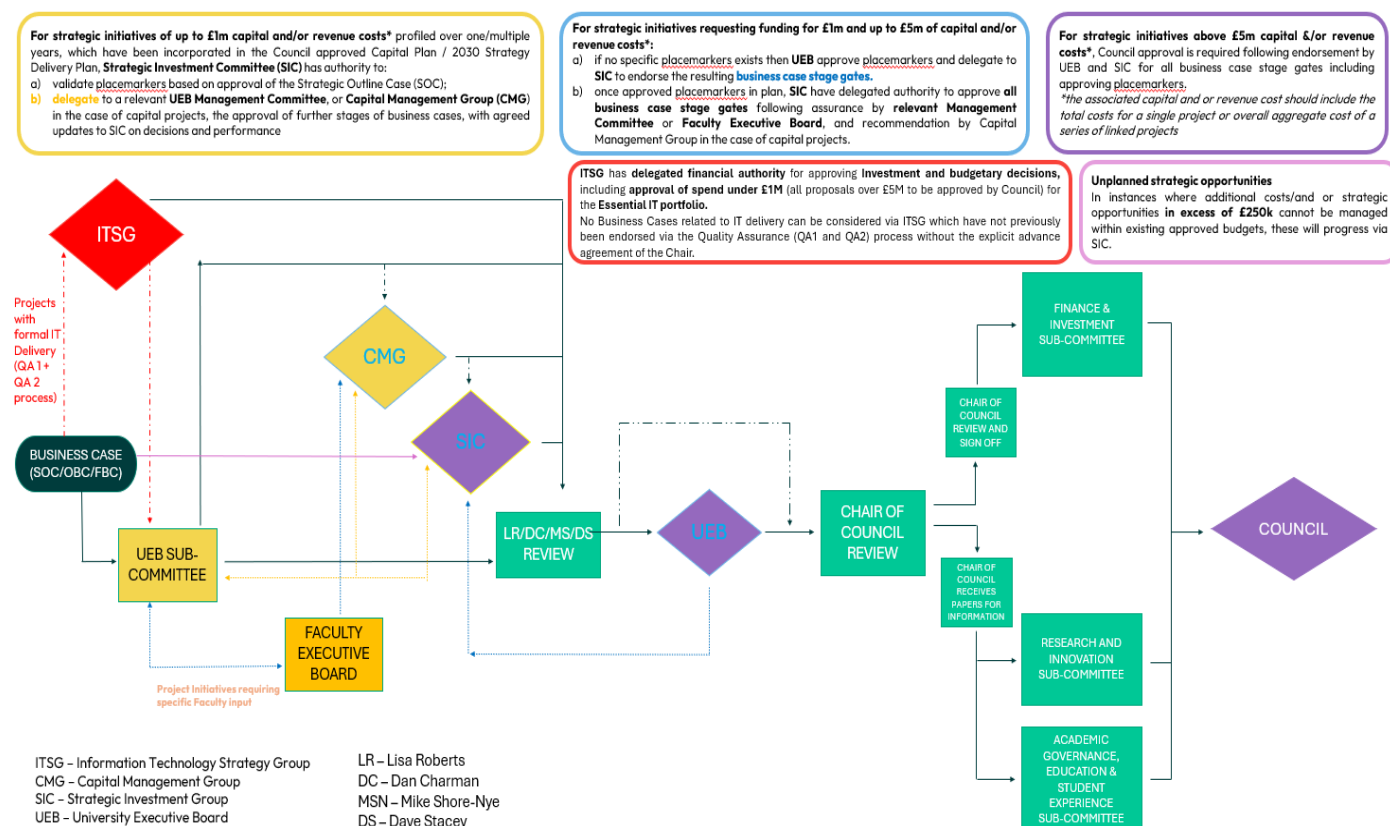 For strategic initiatives of up to £1m capital and/or revenue costs* profiled over one/multiple
years, which have been incorporated in the Council approved Capital Plan / 2030 Strategy
Delivery Plan, Strategic Investment Committee (SIC) has authority to:
a) validate placemarkers based on approval of the Strategic Outline Case (SOC);
b) delegate to a relevant UEB Management Committee, or Capital Management Group (CMG)
in the case of capital projects, the approval of further stages of business cases, with agreed
updates to SIC on decisions and performance
For strategic initiatives requesting funding for £1m and up to £5m of capital and/or
revenue costs*:
a) if no specific placemarkers exists then UEB approve placemarkers and delegate to
SIC to endorse the resulting business case stage gates.
b) once approved placemarkers in plan, SIC have delegated authority to approve all
business case stage gates following assurance by relevant Management
Committee or Faculty Executive Board, and recommendation by Capital
Management Group in the case of capital projects.
For strategic initiatives above £5m capital &/or revenue
costs*, Council approval is required following endorsement by
UEB and SIC for all business case stage gates including
approving placemarkers.
*the associated capital and or revenue cost should include the
total costs for a single project or overall aggregate cost of a
series of linked projects
ITSG has delegated financial authority for approving Investment and budgetary decisions,
including approval of spend under £1M (all proposals over £5M to be approved by Council) for
the Essential IT portfolio.
No Business Cases related to IT delivery can be considered via ITSG which have not previously
been endorsed via the Quality Assurance (QA1 and QA2) process without the explicit advance
agreement of the Chair.
Unplanned strategic opportunities
In instances where additional costs/and or strategic
opportunities in excess of £250k cannot be managed
within existing approved budgets, these will progress via
SIC.
ITSG
Projects
with
formal IT
Delivery
(QA 1 +
QA 2
process)
CMG
SIC
BUSINESS CASE
(SOC/OBC/FBC)
UEB SUB-
COMMITTEE
FACULTY
EXECUTIVE
BOARD
Project Initiatives requiring
specific Faculty input
LR/DC/MS/DS
REVIEW
UEB
CHAIR OF
COUNCIL
REVIEW
CHAIR OF
COUNCIL
REVIEW AND
SIGN OFF
CHAIR OF
COUNCIL
RECEIVES
PAPERS FOR
INFORMATION
FINANCE &
INVESTMENT
SUB-COMMITTEE
RESEARCH AND
INNOVATION
SUB-COMMITTEE
ACADEMIC
GOVERNANCE,
EDUCATION &
STUDENT
EXPERIENCE
SUB-COMMITTEE
COUNCIL
ITSG – Information Technology Strategy Group
CMG – Capital Management Group
SIC – Strategic Investment Group
UEB – University Executive Board
LR – Lisa Roberts
DC – Dan Charman
MSN – Mike Shore-Nye
DS – Dave Stacey